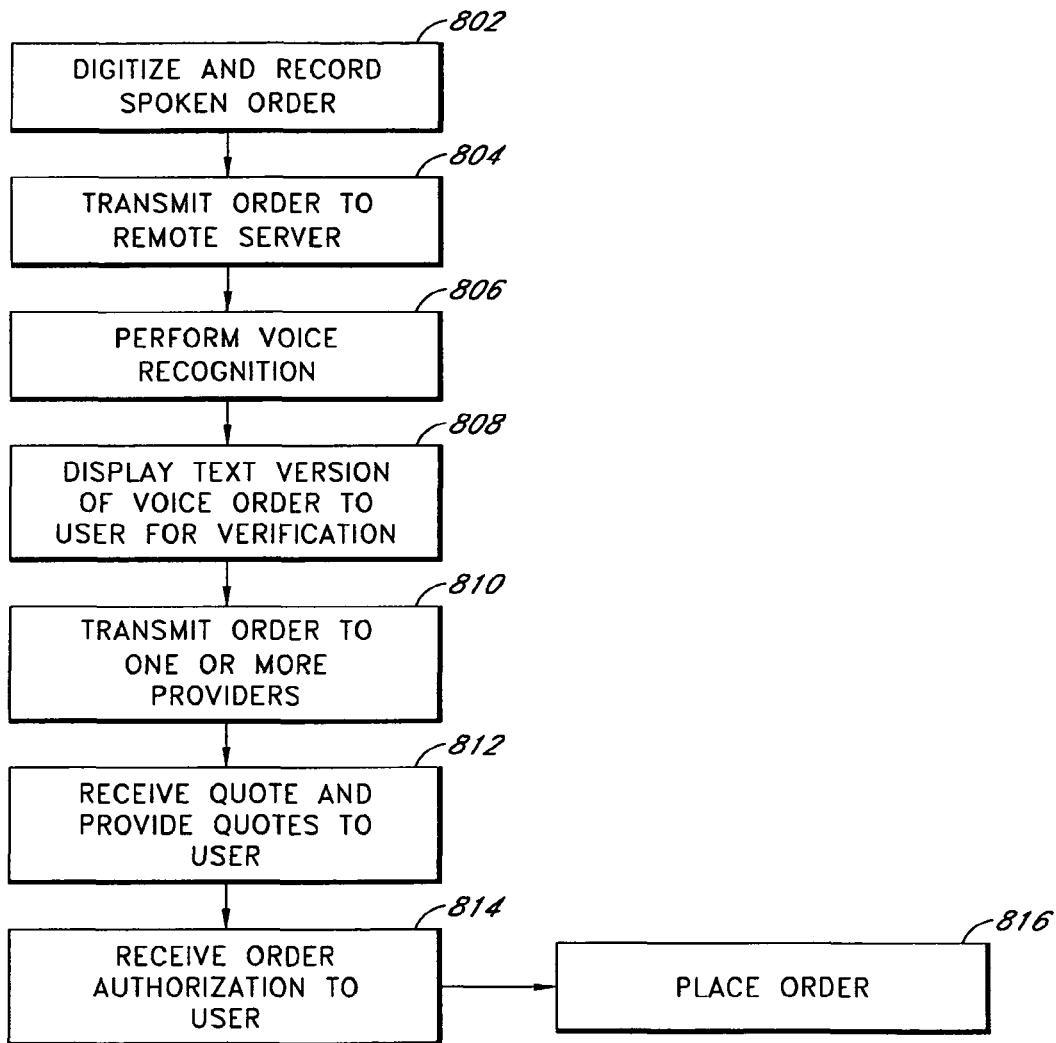 802
DIGITIZE AND RECORD
SPOKEN ORDER
804
TRANSMIT ORDER TO
REMOTE SERVER
806
PERFORM VOICE
RECOGNITION
808
DISPLAY TEXT VERSION
OF VOICE ORDER TO
USER FOR VERIFICATION
810
TRANSMIT ORDER TO
ONE OR MORE
PROVIDERS
812
RECEIVE QUOTE AND
PROVIDE QUOTES TO
USER
814
RECEIVE ORDER
AUTHORIZATION TO
USER
816
PLACE ORDER